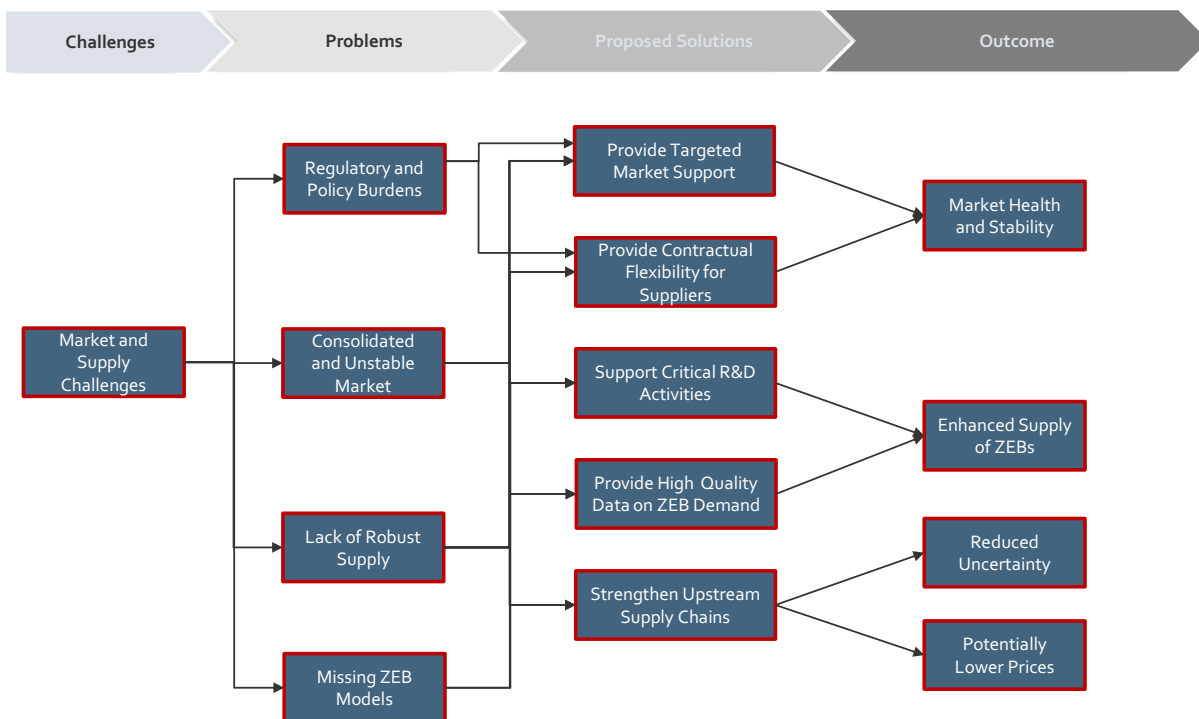 Challenges
Problems
Proposed Solutions
Outcome
Market and
Supply
Challenges
Regulatory and
Policy Burdens
Consolidated
and Unstable
Market
Lack of Robust
Supply
Missing ZEB
Models
Provide Targeted
Market Support
Provide Contractual
Flexibility for
Suppliers
Support Critical R&D
Activities
Provide High Quality
Data on ZEB Demand
Strengthen Upstream
Supply Chains
Market Health
and Stability
Enhanced Supply
of ZEBs
Reduced
Uncertainty
Potentially
Lower Prices